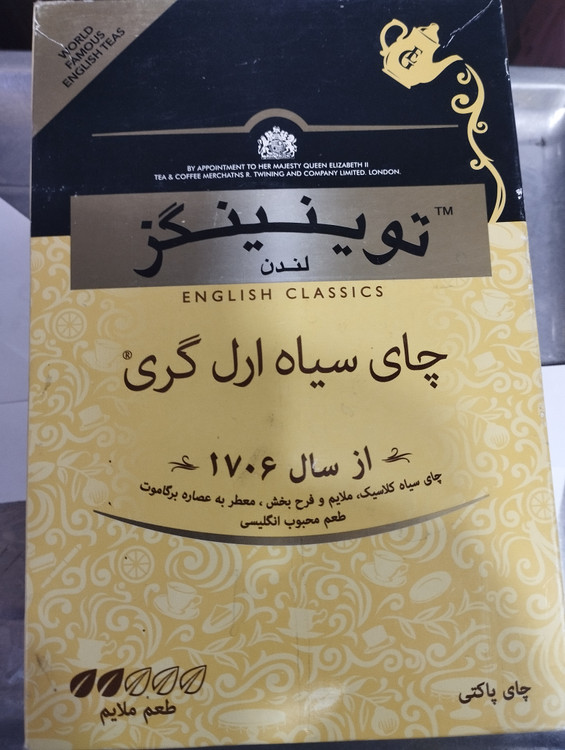 WORLD
FAMOUS
ENGLISH TEAS
GE
BY APPOINTMENT TO HER MAJESTY QUEEN ELIZABETH II
TEA & COFFEE MERCHATNS R. TWINING AND COMPANY LIMITED. LONDON.
توینینگز™
لندن
ENGLISH CLASSICS
چای سیاه ارل گری®
از سال ۱۷۰۶
چای سیاه کلاسیک، ملایم و فرح بخش ، معطر به عصاره برگاموت
طعم محبوب انگلیسی
طعم ملایم
چای پاکتی